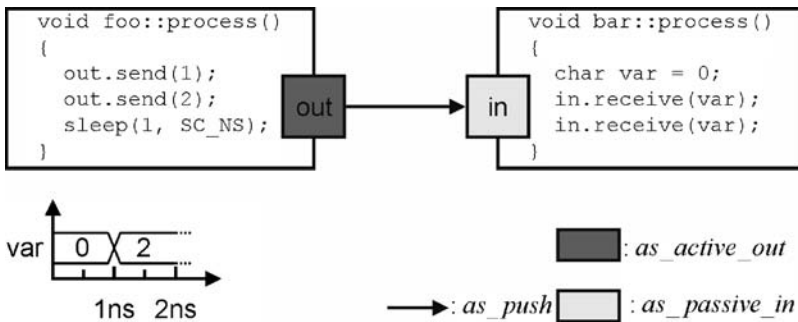 void foo::process()
{
out.send(1);
out.send(2);
sleep(1, SC_NS);
}
out
in
void bar::process()
{
char var = 0;
in.receive(var);
in.receive(var);
}
var 0 2
1ns 2ns
: as_active_out
: as_push
: as_passive_in